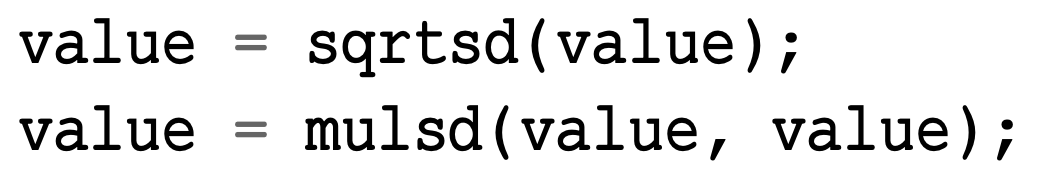 value = sqrtsd(value);
value = mulsd(value, value);